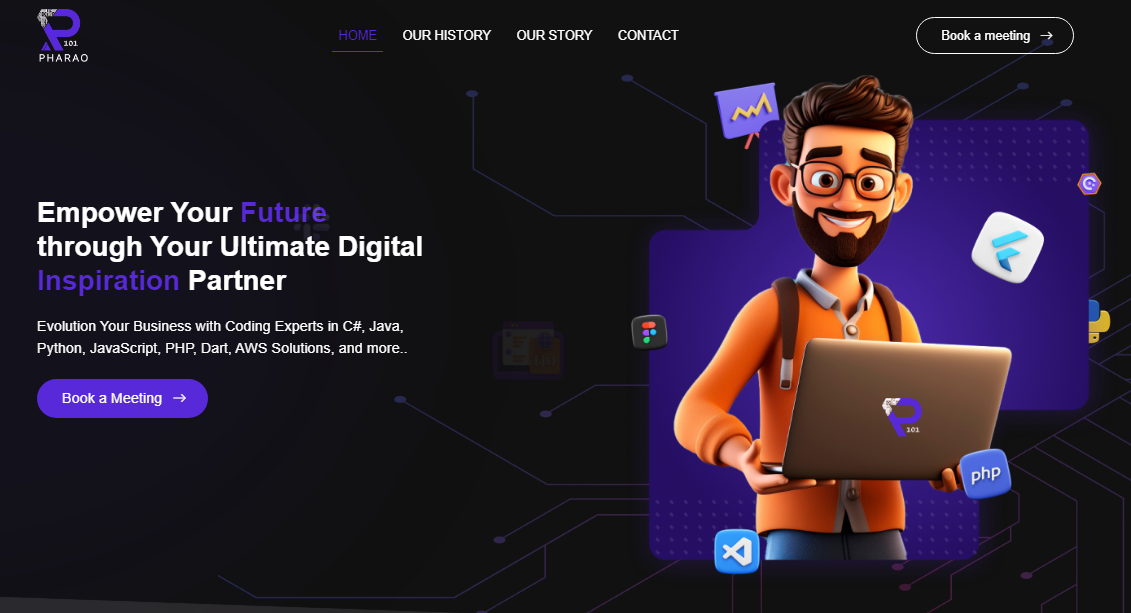 101
PHARAO
HOME
OUR HISTORY
OUR STORY
CONTACT
Book a meeting
Empower Your Future
through Your Ultimate Digital
Inspiration Partner
Evolution Your Business with Coding Experts in C#, Java,
Python, JavaScript, PHP, Dart, AWS Solutions, and more..
Book a Meeting
101
php